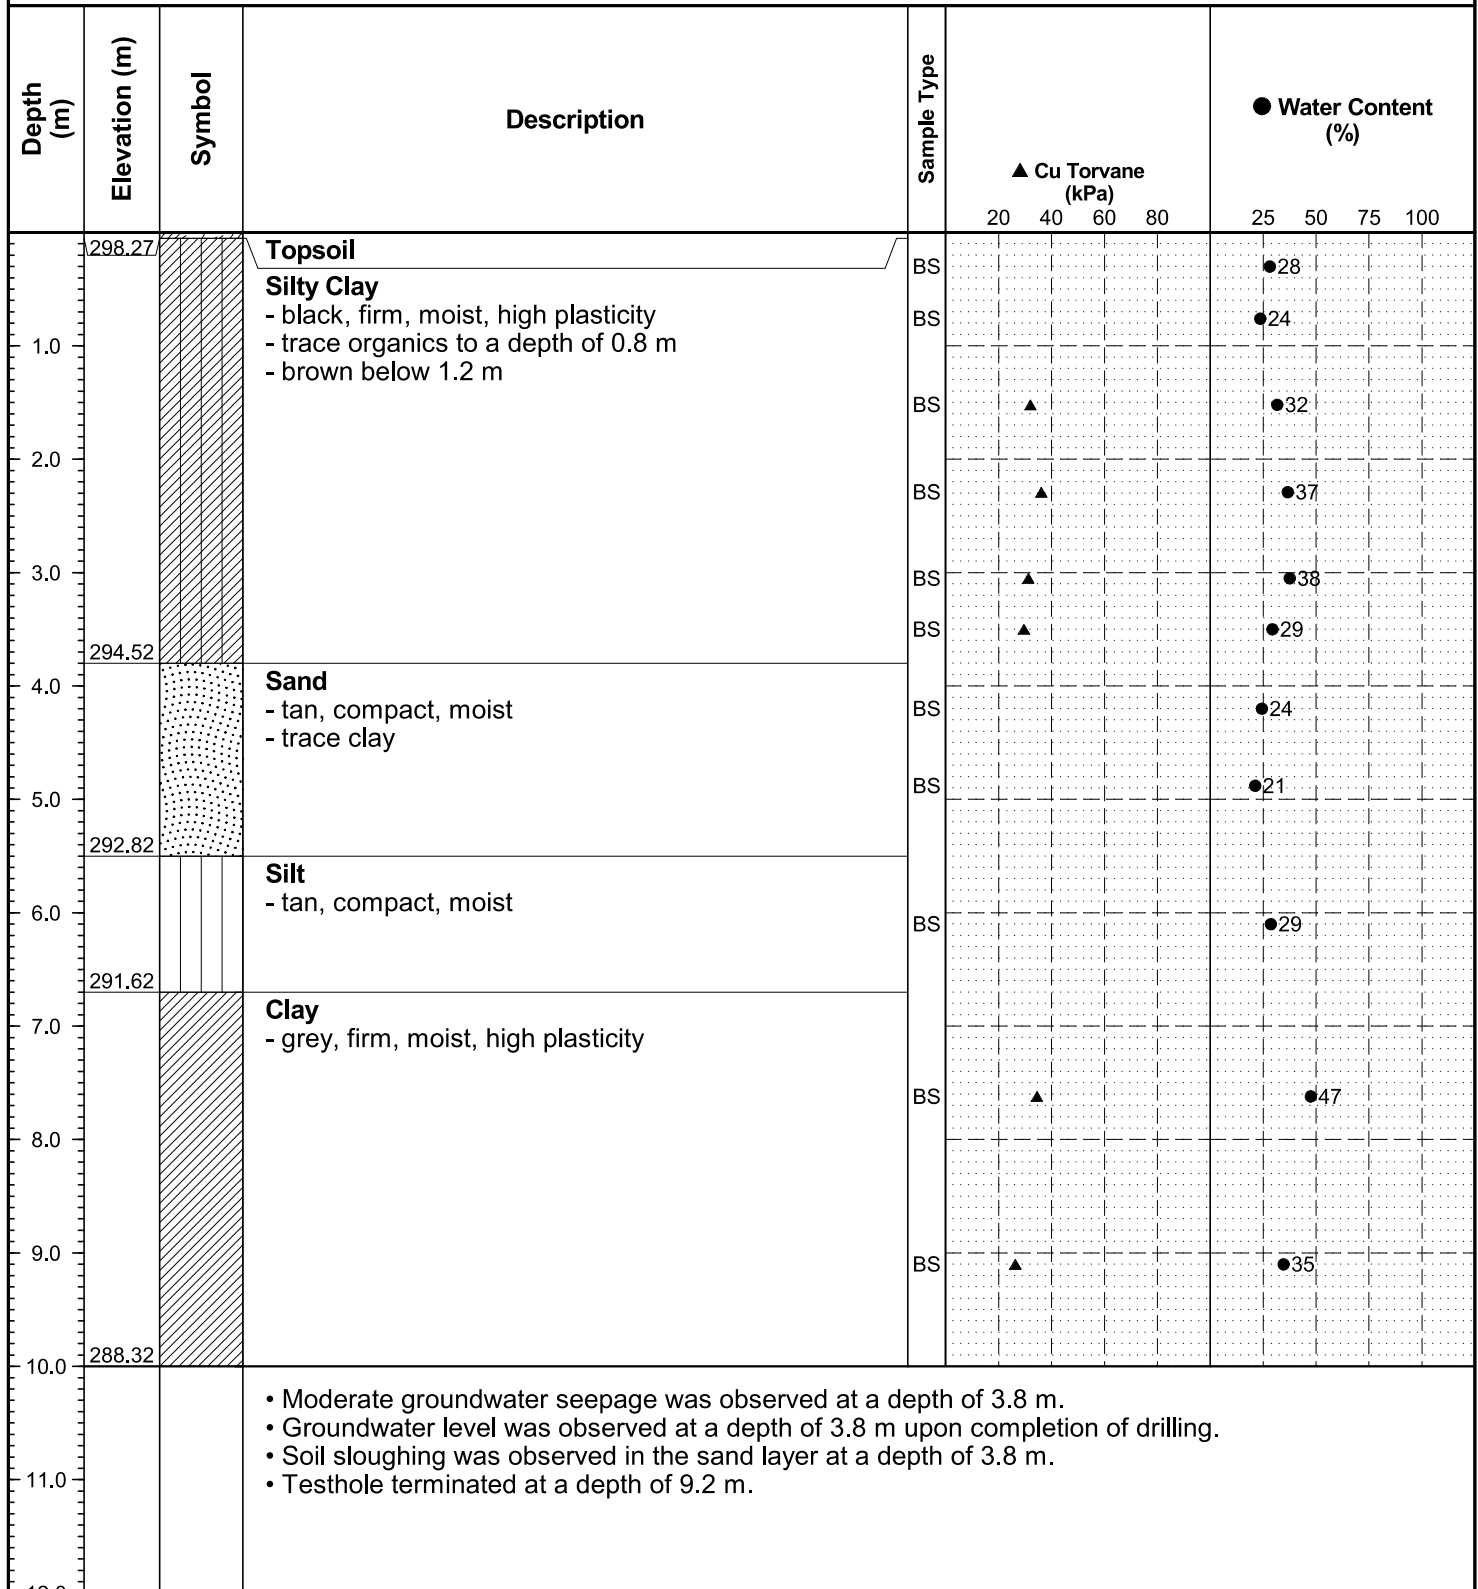 Depth (m)
Elevation (m)
Symbol
Description
Sample Type
▲ Cu Torvane
(kPa)
20 40 60 80
● Water Content
(%)
25 50 75 100
298.27
Topsoil
Silty Clay
- black, firm, moist, high plasticity
- trace organics to a depth of 0.8 m
- brown below 1.2 m
BS 28
BS 24
1.0
BS 32
2.0
BS 37
3.0
BS 38
BS 29
294.52
Sand
- tan, compact, moist
- trace clay
4.0
BS 24
BS 21
5.0
292.82
Silt
- tan, compact, moist
6.0
BS 29
291.62
Clay
- grey, firm, moist, high plasticity
7.0
BS 47
8.0
9.0
BS 35
288.32
10.0
• Moderate groundwater seepage was observed at a depth of 3.8 m.
• Groundwater level was observed at a depth of 3.8 m upon completion of drilling.
• Soil sloughing was observed in the sand layer at a depth of 3.8 m.
• Testhole terminated at a depth of 9.2 m.
11.0